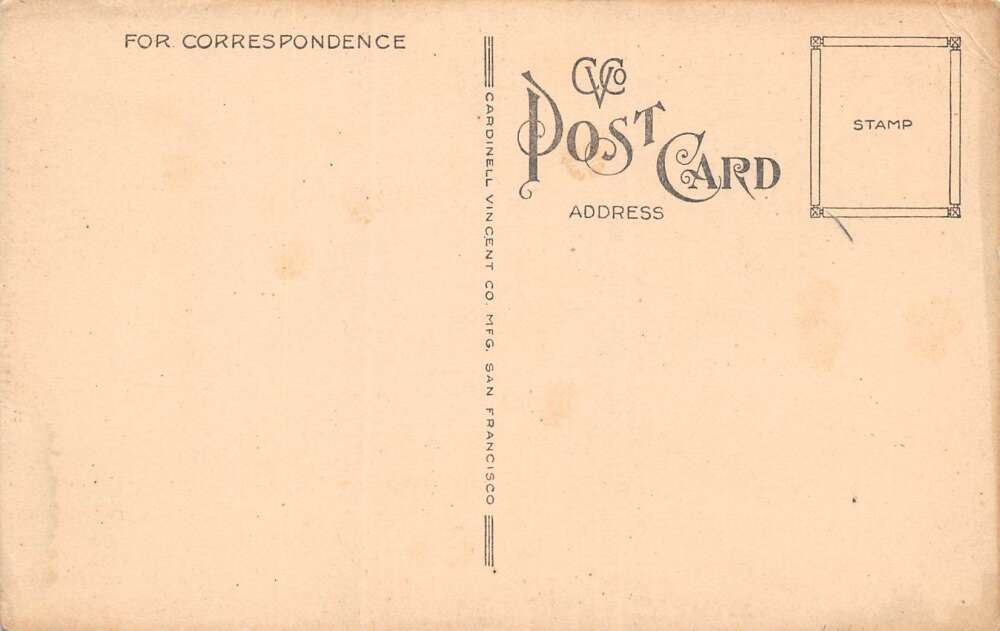 FOR CORRESPONDENCE
CARDINELL VINCENT CO. MFG. SAN FRANCISCO
CVCo
POST CARD
ADDRESS
STAMP